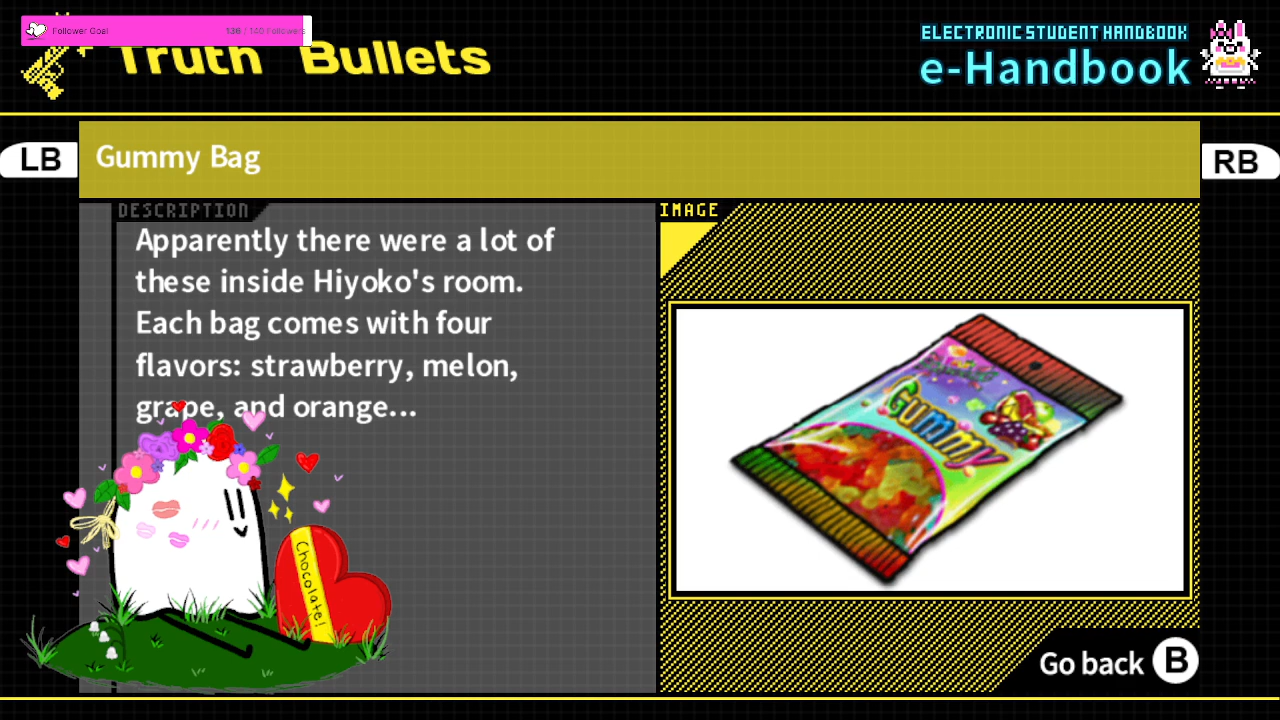 Follower Goal
136 / 140 Followers
Truth Bullets
ELECTRONIC STUDENT HANDBOOK
e-Handbook
LB
Gummy Bag
RB
DESCRIPTION
IMAGE
Apparently there were a lot of
these inside Hiyoko's room.
Each bag comes with four
flavors: strawberry, melon,
grape, and orange...
Gummy
Chocolate!
Go back B